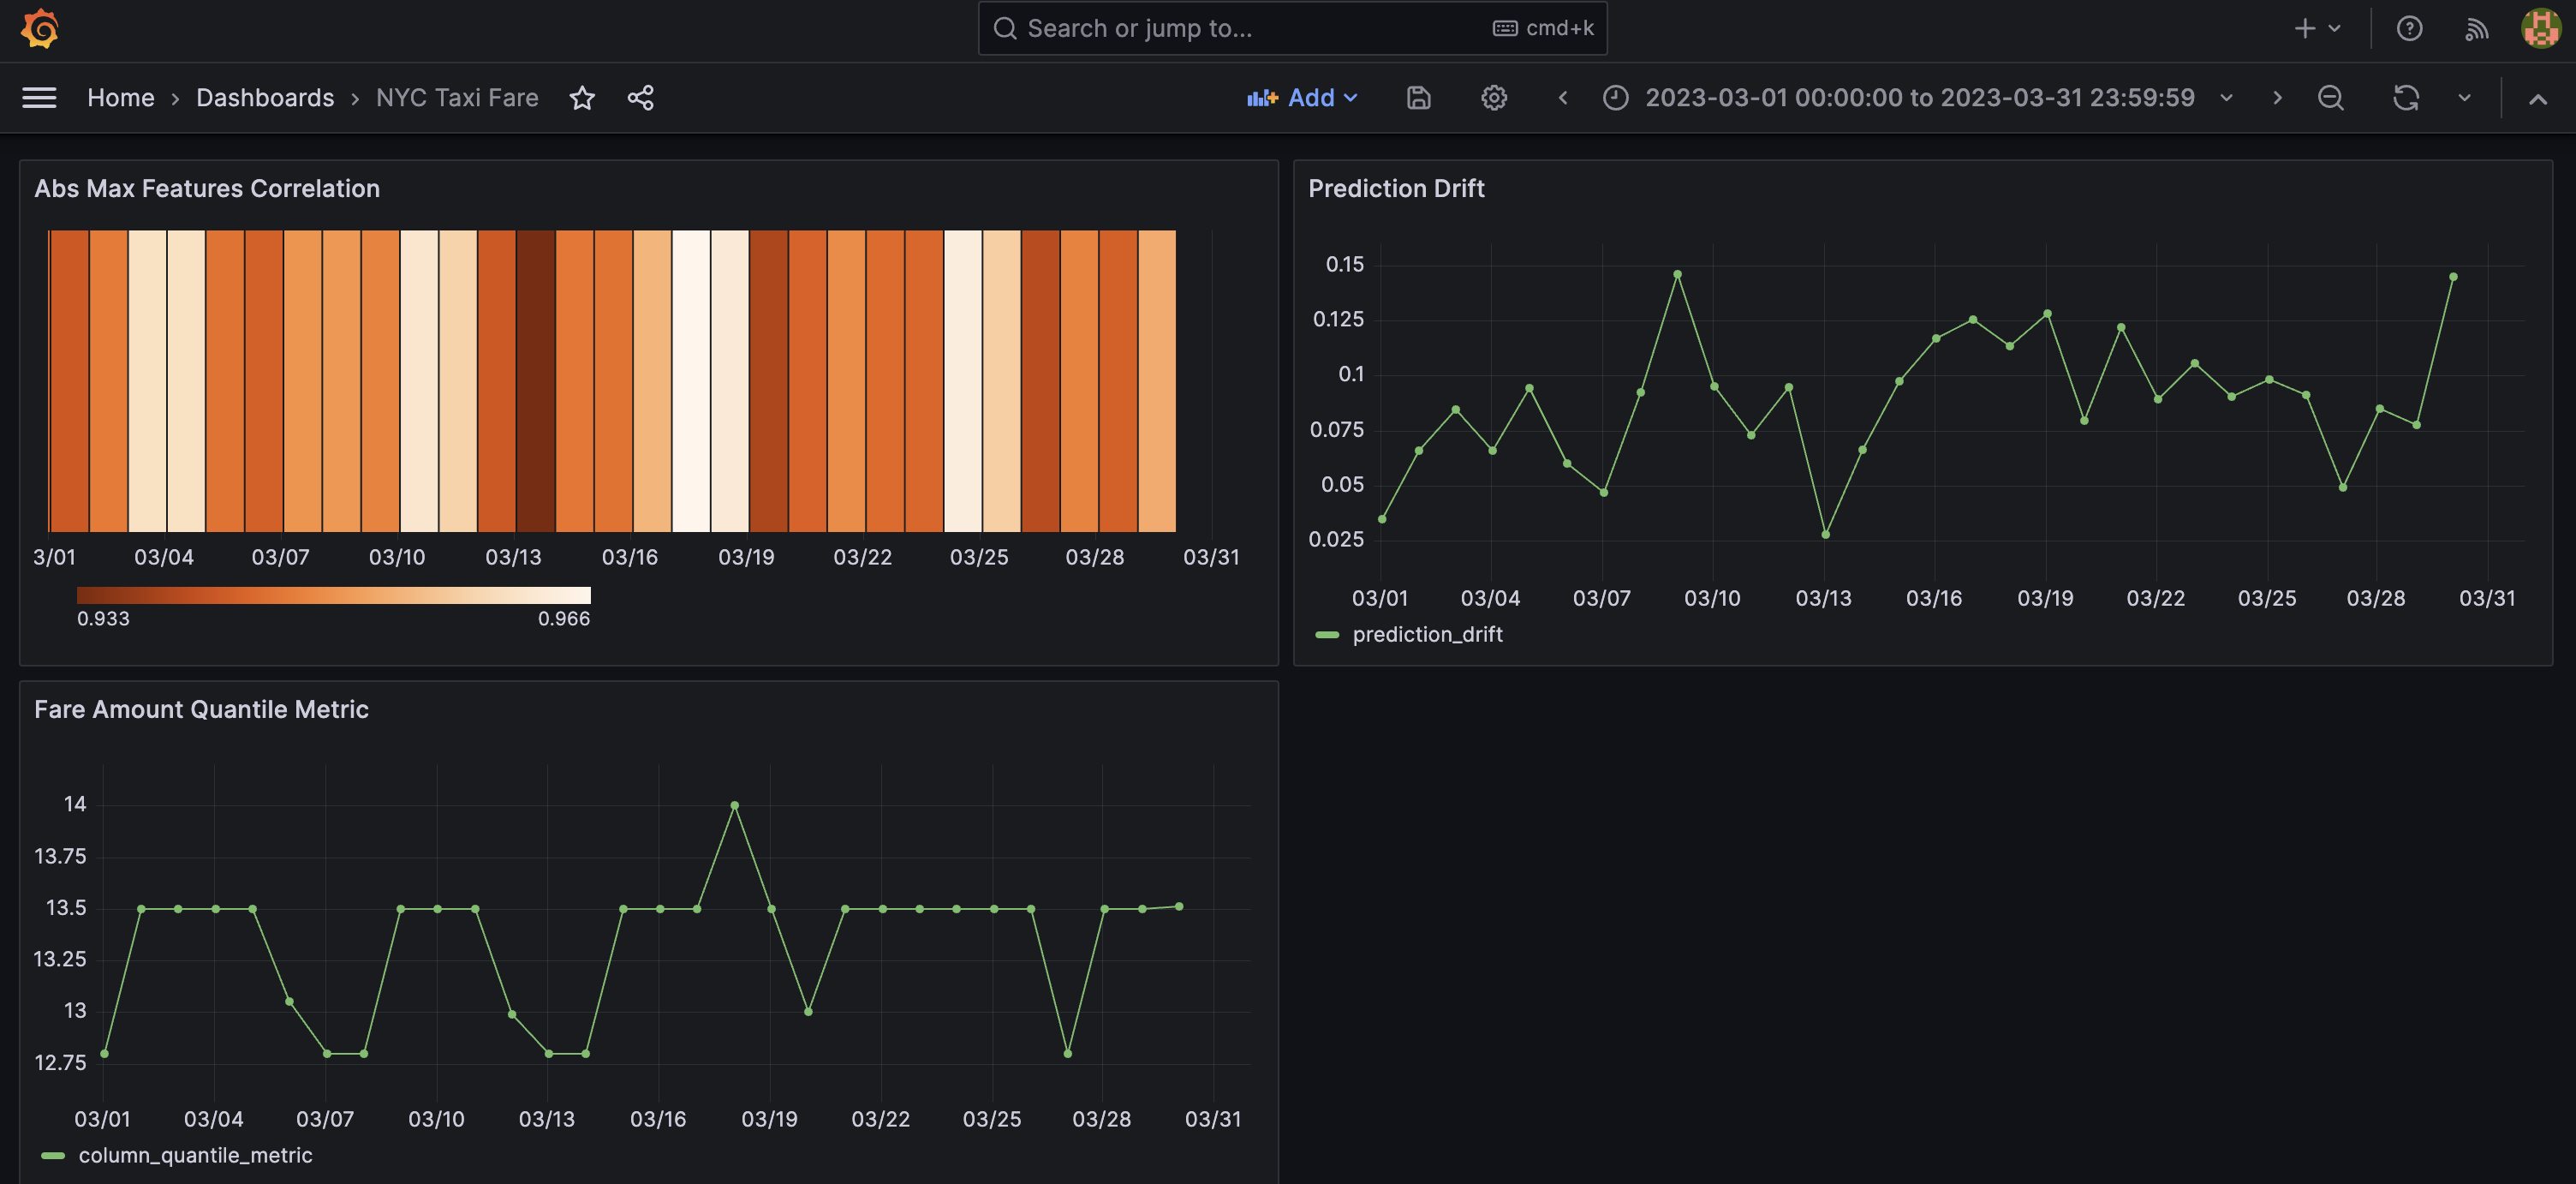 Search or jump to... cmd+k
Home › Dashboards › NYC Taxi Fare Add 2023-03-01 00:00:00 to 2023-03-31 23:59:59
Abs Max Features Correlation
3/01 03/04 03/07 03/10 03/13 03/16 03/19 03/22 03/25 03/28 03/31
0.933 0.966
Prediction Drift
0.15
0.125
0.1
0.075
0.05
0.025
03/01 03/04 03/07 03/10 03/13 03/16 03/19 03/22 03/25 03/28 03/31
prediction_drift
Fare Amount Quantile Metric
14
13.75
13.5
13.25
13
12.75
03/01 03/04 03/07 03/10 03/13 03/16 03/19 03/22 03/25 03/28 03/31
column_quantile_metric